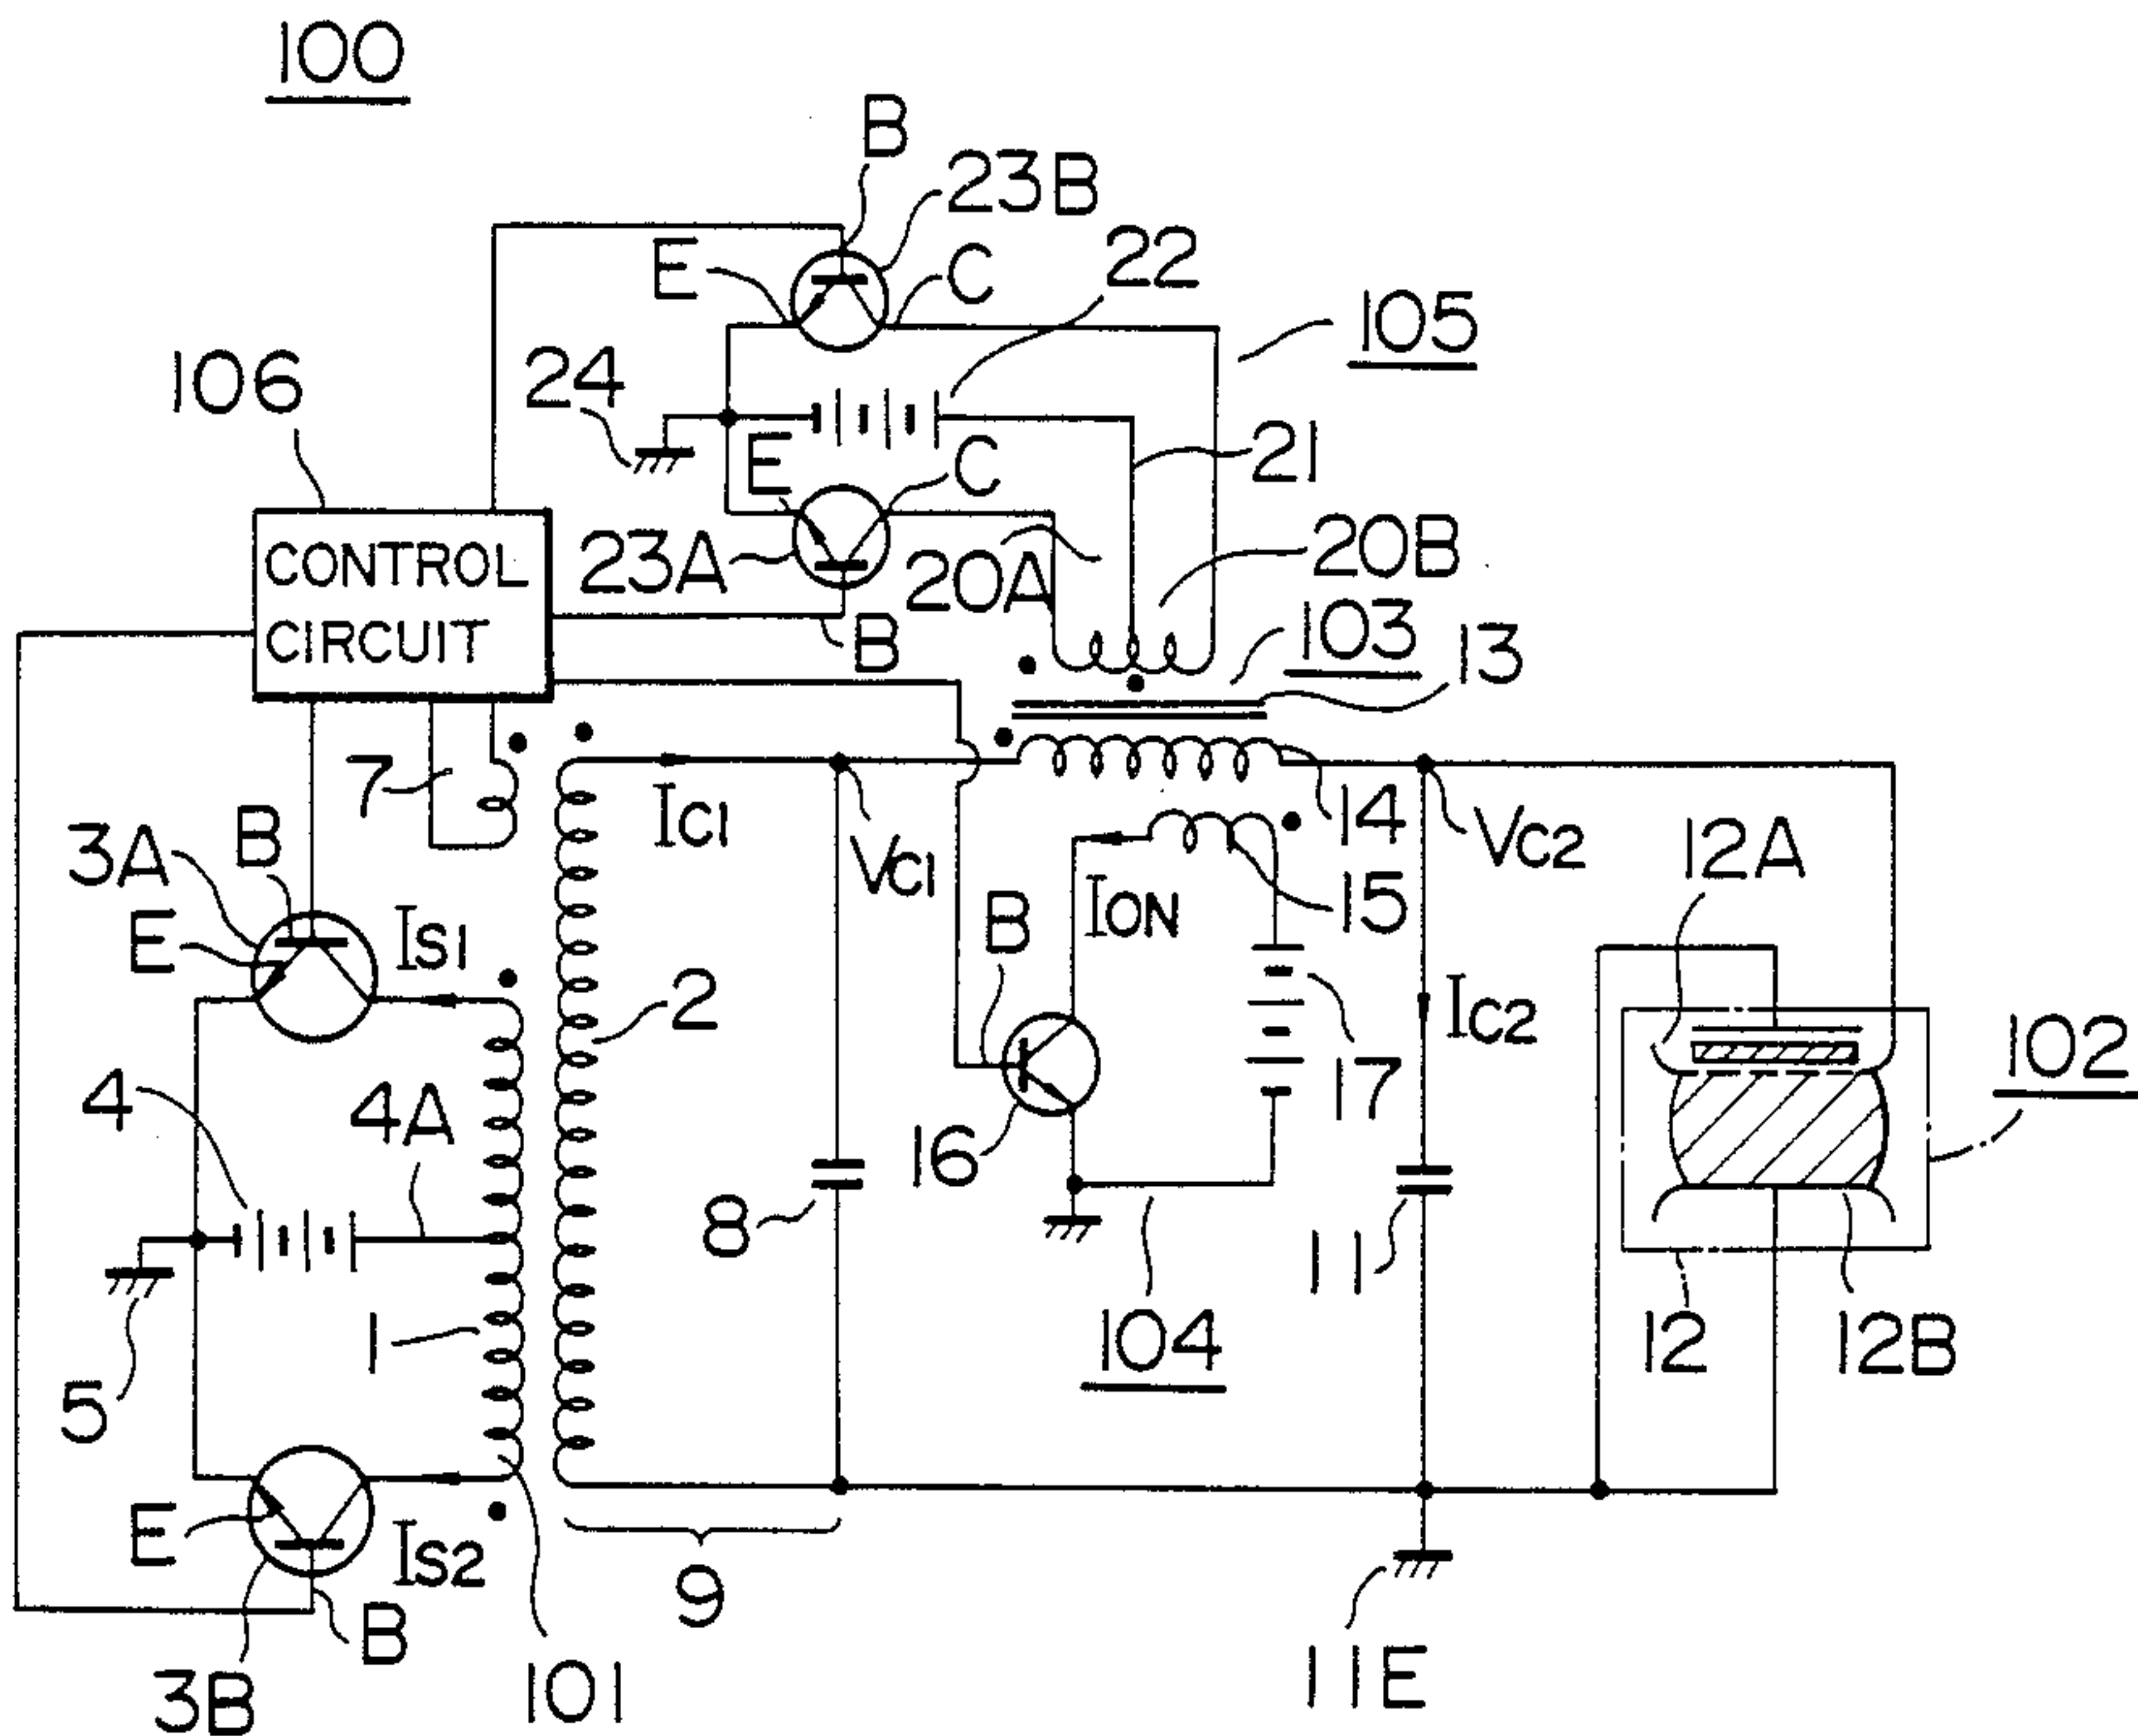 100
B
23B
E
22
C
105
106
24
21
E
C
20B
CONTROL
CIRCUIT
23A
20A
103
13
B
7
IC1
14
VC1
VC2
3A
B
12A
ION
15
E
IS1
B
2
IC2
102
4
4A
17
16
8
11
1
104
12
12B
5
E
IS2
9
B
3B
101
11E